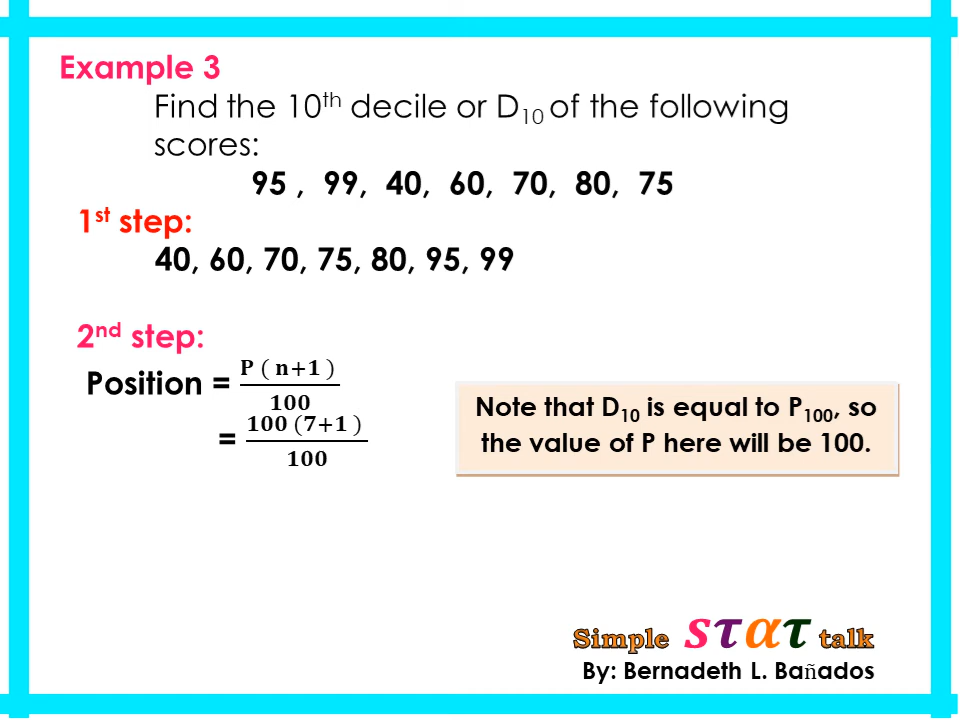 Example 3
Find the 10th decile or D10 of the following
scores:
95 , 99, 40, 60, 70, 80, 75
1st step:
40, 60, 70, 75, 80, 95, 99
2nd step:
Position = P ( n+1 ) / 100
= 100 (7+1 ) / 100
Note that D10 is equal to P100, so
the value of P here will be 100.
Simple sτατ talk
By: Bernadeth L. Bañados